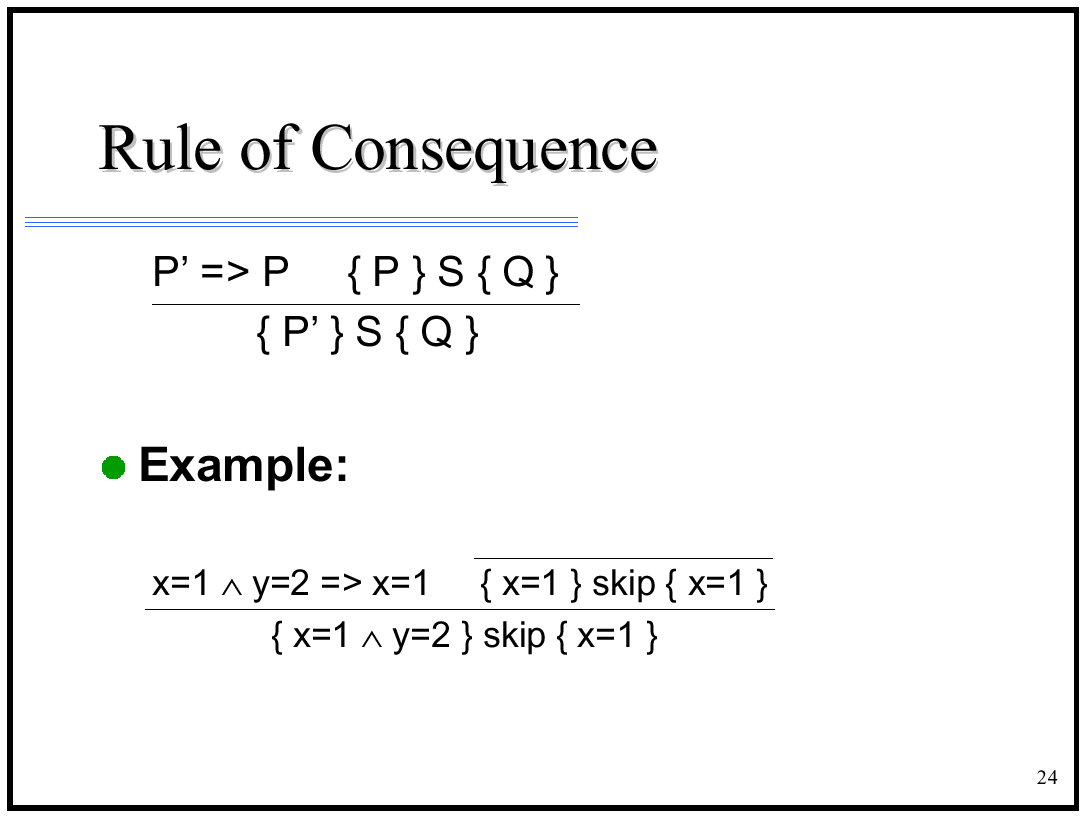 Rule of Consequence
P’ => P { P } S { Q }
{ P’ } S { Q }
Example:
x=1 ∧ y=2 => x=1 { x=1 } skip { x=1 }
{ x=1 ∧ y=2 } skip { x=1 }
24